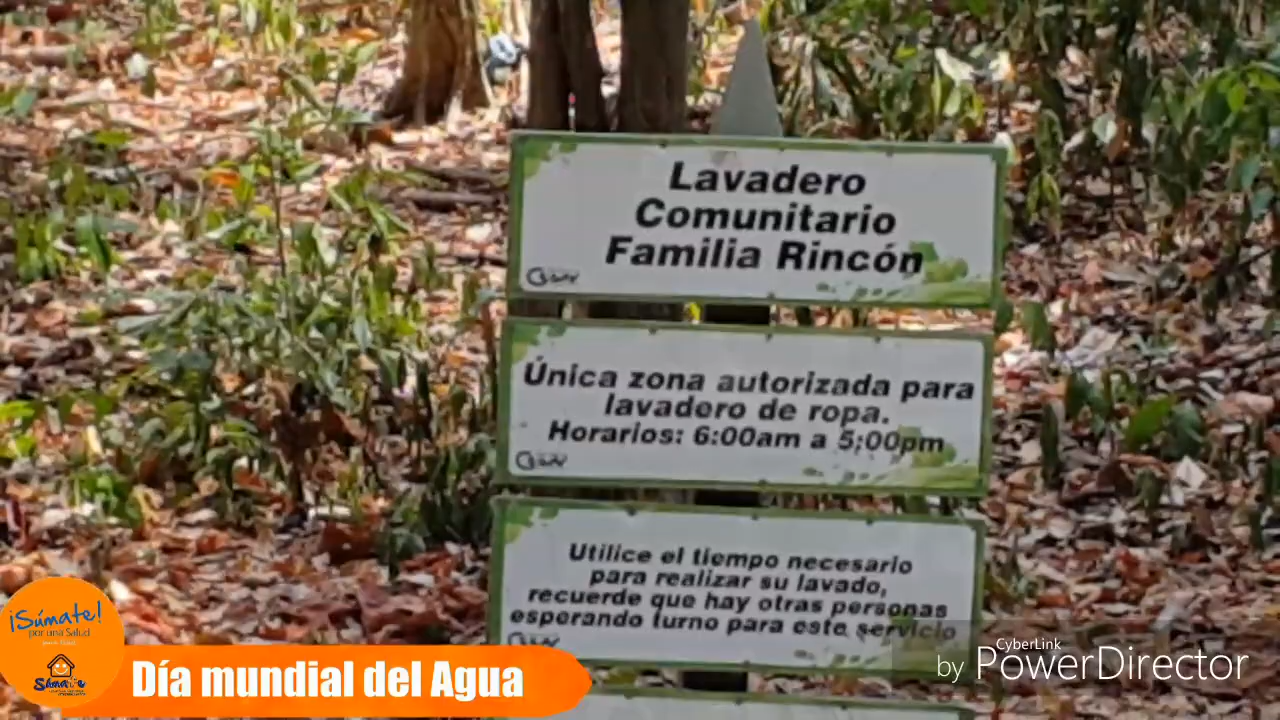 Lavadero
Comunitario
Familia Rincón
Única zona autorizada para
lavadero de ropa.
Horarios: 6:00am a 5:00pm
Utilice el tiempo necesario
para realizar su lavado,
recuerde que hay otras personas
esperando turno para este servicio
¡Súmate!
por una Salud
Día mundial del Agua
CyberLink
by PowerDirector